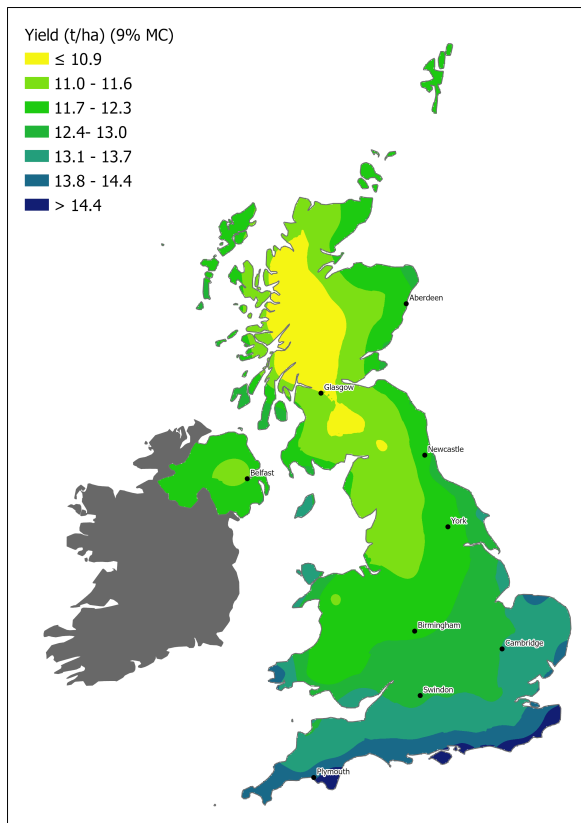 Yield (t/ha) (9% MC)
≤ 10.9
11.0 - 11.6
11.7 - 12.3
12.4- 13.0
13.1 - 13.7
13.8 - 14.4
> 14.4
Aberdeen
Glasgow
Newcastle
Belfast
York
Birmingham
Cambridge
Swindon
Plymouth